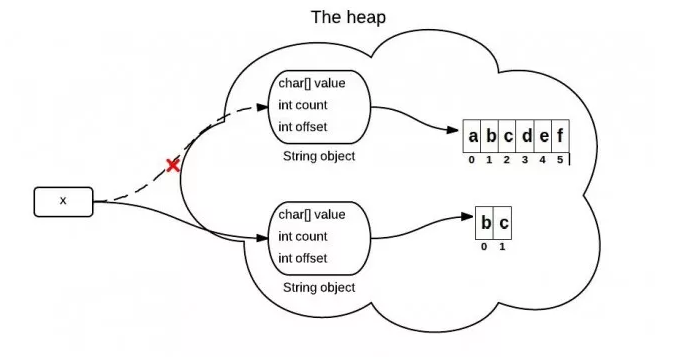 The heap
char[] value
int count
int offset
String object
a b c d e f
0 1 2 3 4 5
x
char[] value
int count
int offset
String object
b c
0 1